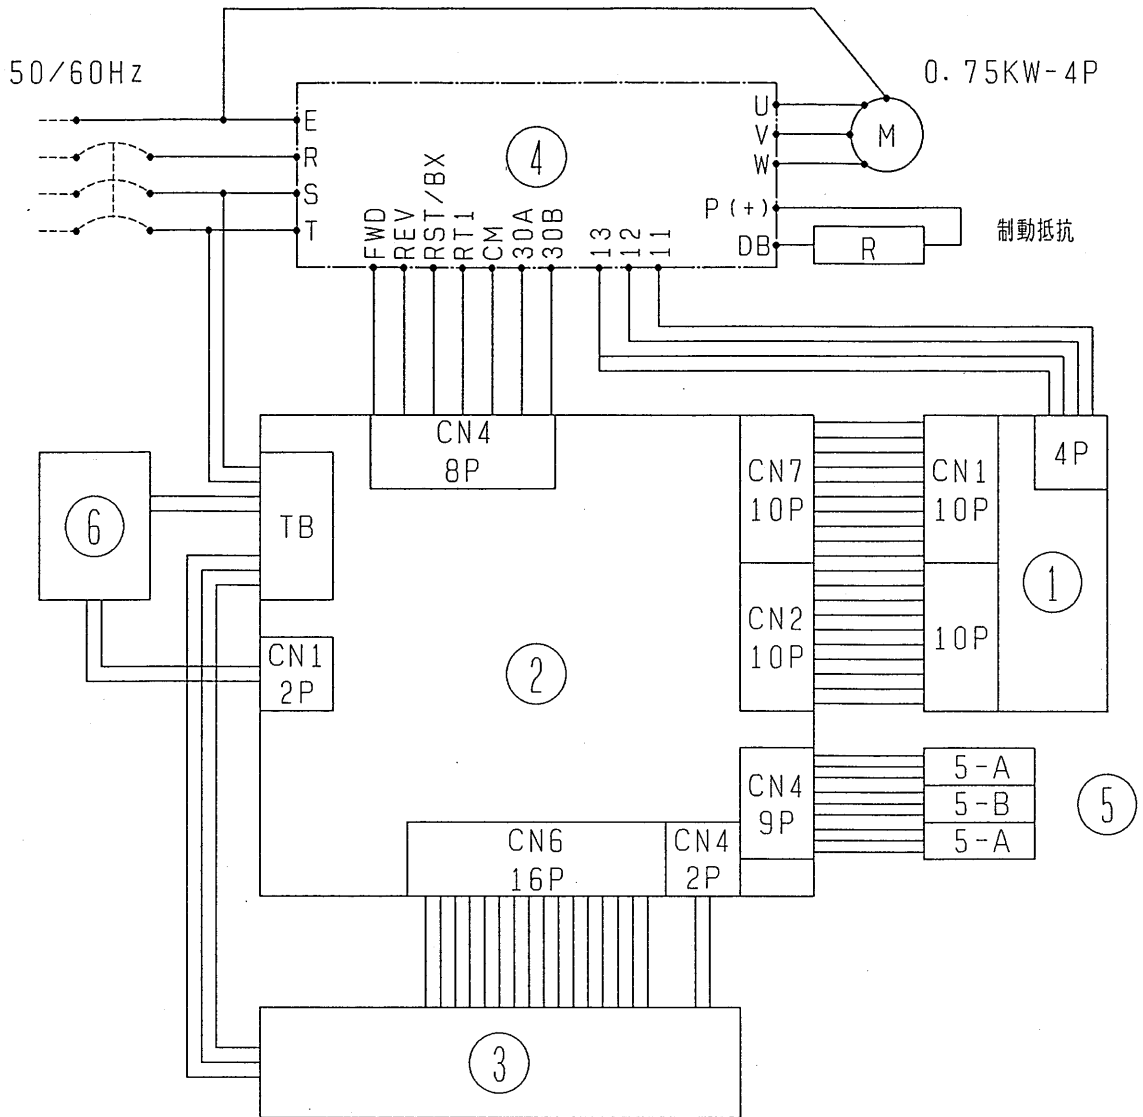 50/60Hz
0.75KW-4P
E
R
S
T
④
U
V
W
M
P(+)
DB
R
制動抵抗
FWD
REV
RST/BX
RT1
CM
30A
30B
13
12
11
CN4
8P
CN7
10P
CN1
10P
4P
⑥
TB
①
CN2
10P
10P
CN1
2P
②
CN4
9P
5-A
5-B
5-A
⑤
CN6
16P
CN4
2P
③